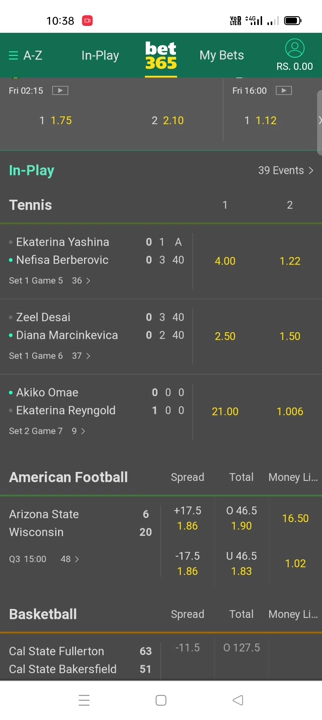 10:38
A-Z In-Play bet365 My Bets
RS. 0.00
Fri 02:15 Fri 16:00
1 1.75 2 2.10 1 1.12
In-Play 39 Events >
Tennis 1 2
Ekaterina Yashina 0 1 A
Nefisa Berberovic 0 3 40
4.00 1.22
Set 1 Game 5 36 >
Zeel Desai 0 3 40
Diana Marcinkevica 0 2 40
2.50 1.50
Set 1 Game 6 37 >
Akiko Omae 0 0 0
Ekaterina Reyngold 1 0 0
21.00 1.006
Set 2 Game 7 9 >
American Football Spread Total Money Li...
Arizona State 6 +17.5 O 46.5 16.50
1.86 1.90
Wisconsin 20
-17.5 U 46.5 1.02
Q3 15:00 48 >
1.86 1.83
Basketball Spread Total Money Li...
Cal State Fullerton 63 -11.5 O 127.5
Cal State Bakersfield 51